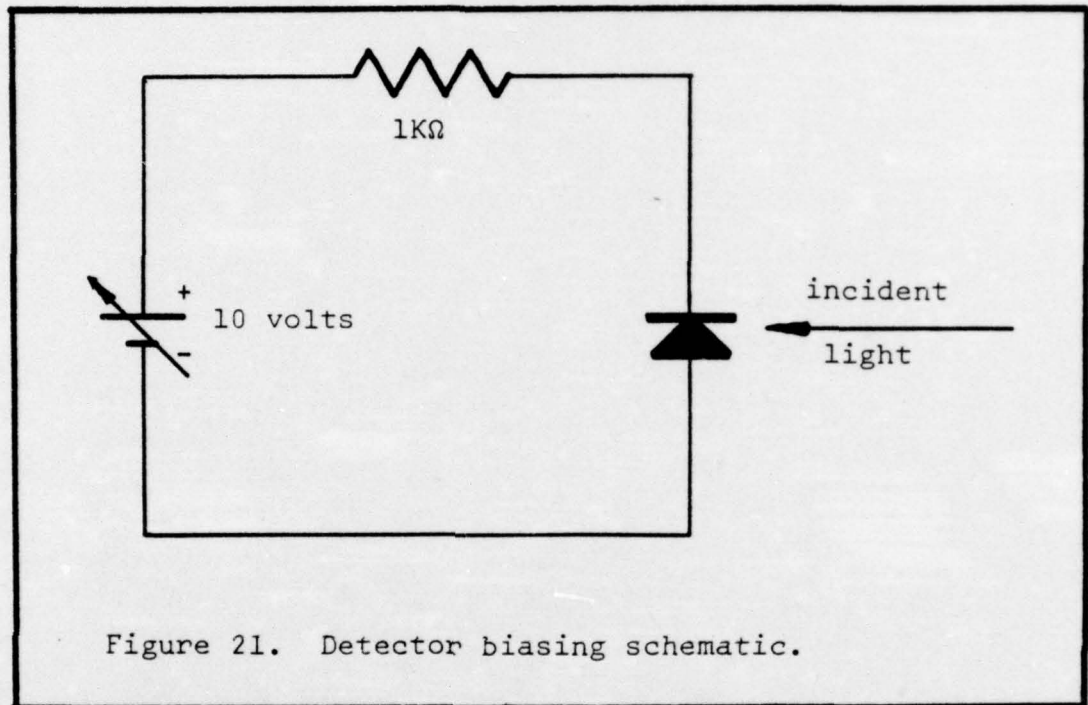 1KΩ
+
10 volts
-
incident
light
Figure 21. Detector biasing schematic.